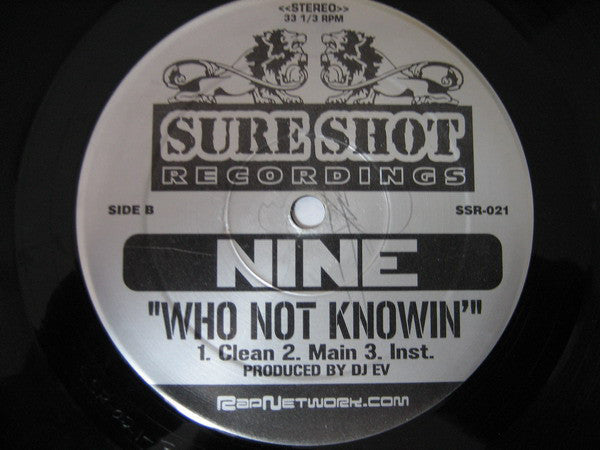 <<STEREO>>
33 1/3 RPM
SURE SHOT
RECORDINGS
SIDE B SSR-021
NINE
"WHO NOT KNOWIN'"
1. Clean 2. Main 3. Inst.
PRODUCED BY DJ EV
RAPNETWORK.COM